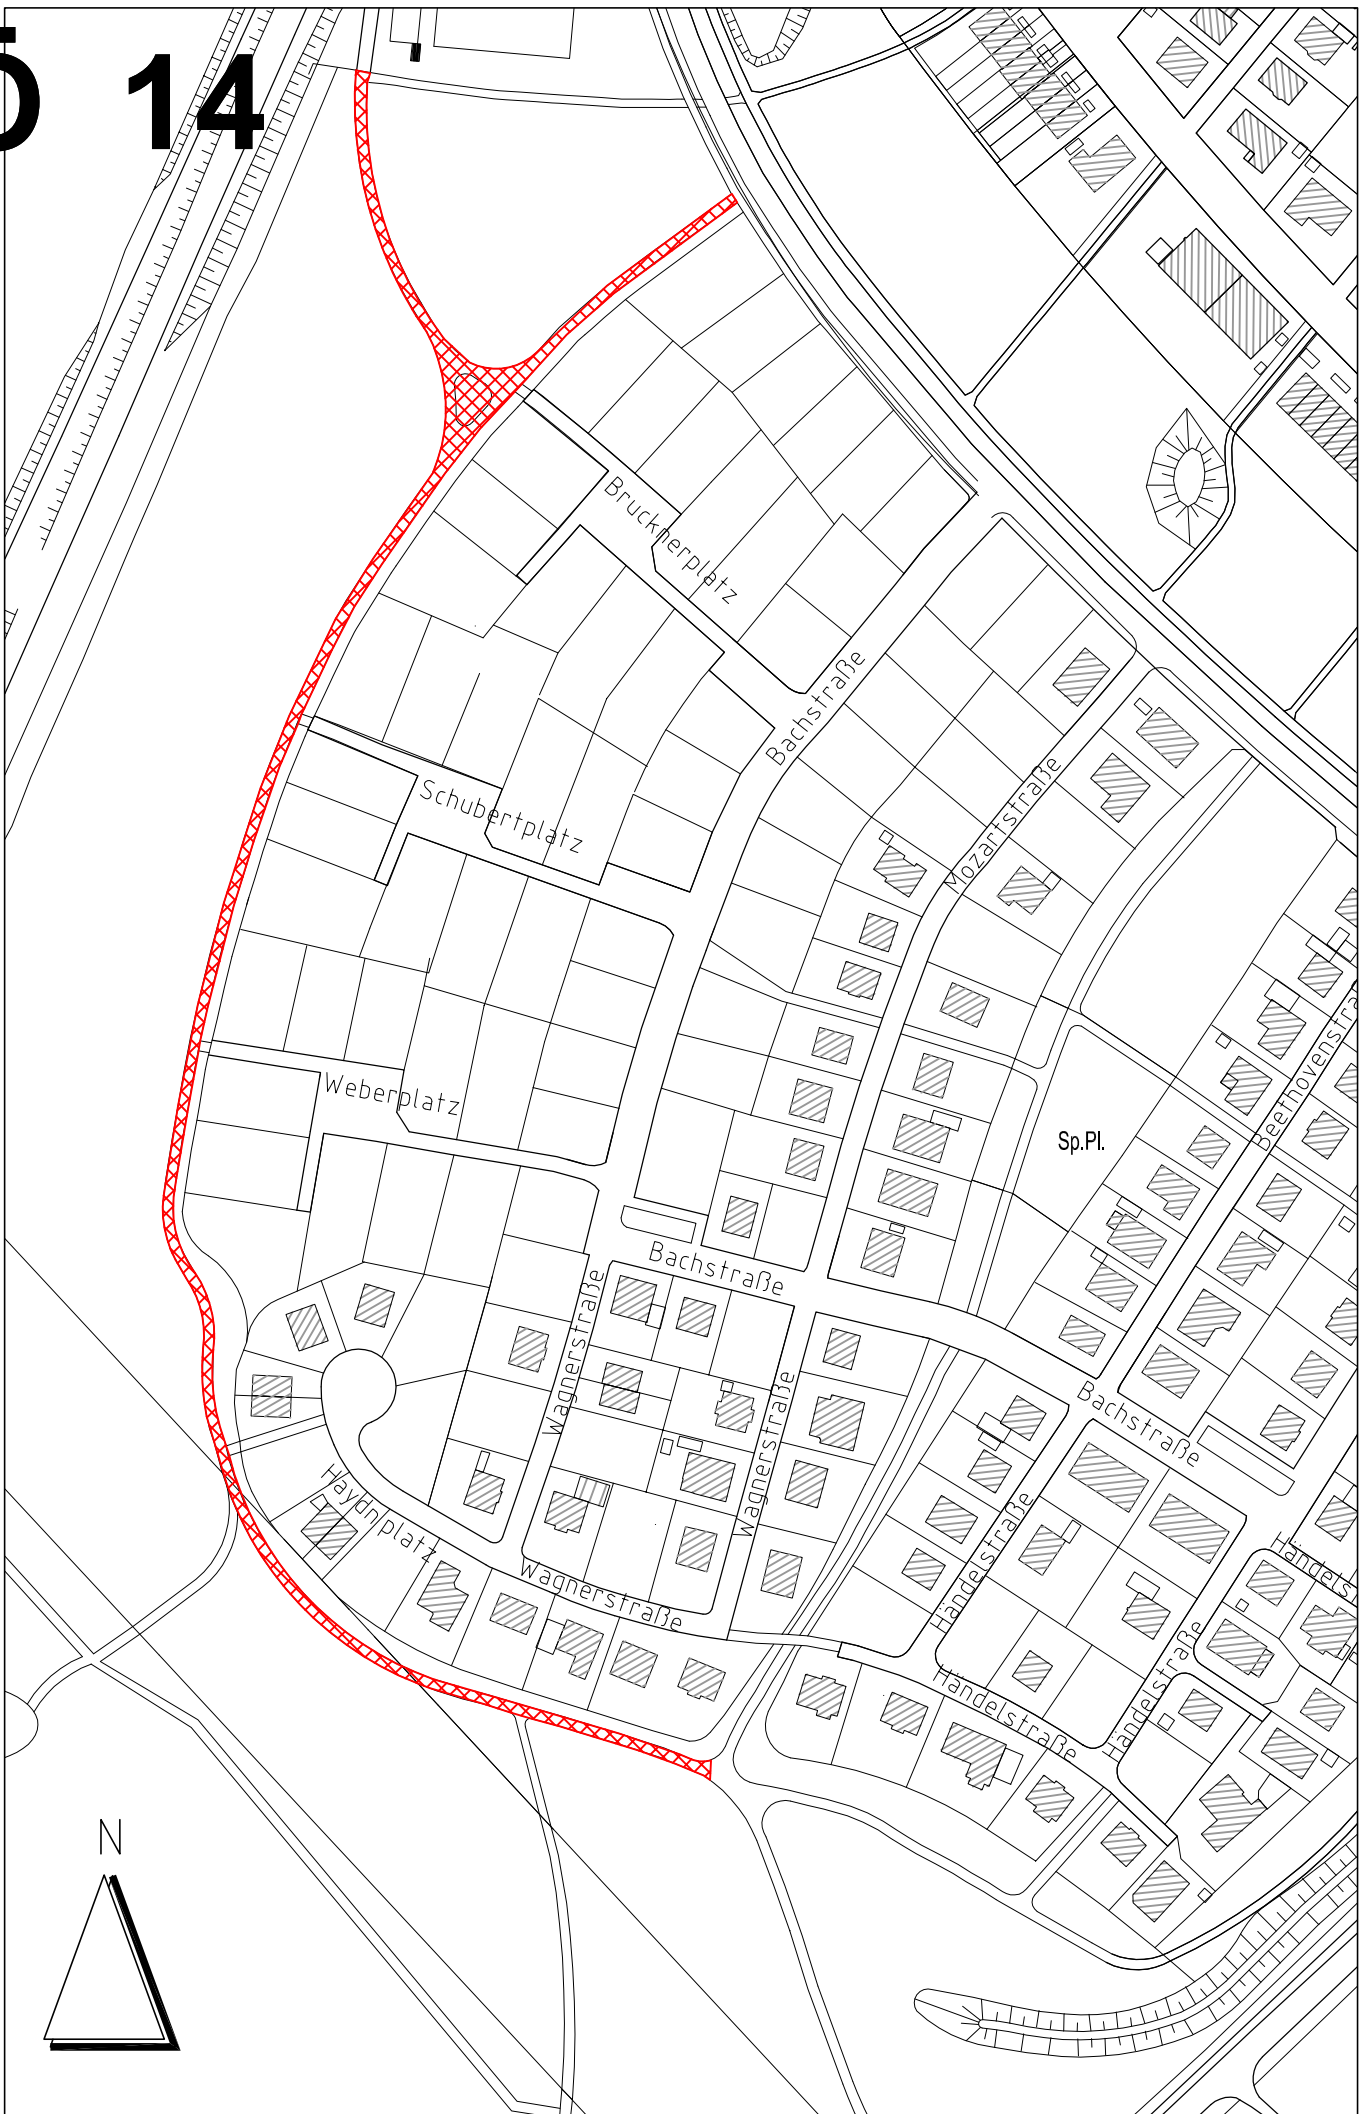 Ö 14
Brucknerplatz
Bachstraße
Schubertplatz
Mozartstraße
Beethovenstra
Weberplatz
Sp.Pl.
Bachstraße
Wagnerstraße
Wagnerstraße
Bachstraße
Haydnplatz
Wagnerstraße
Händelstraße
Händels
Händelstraße
Händelstraße
N